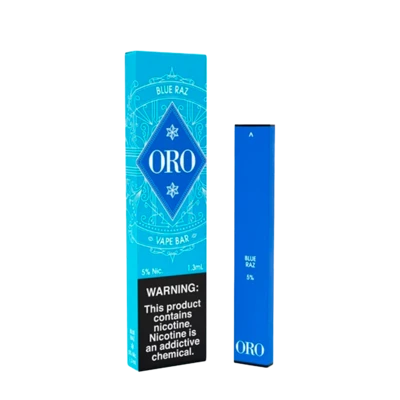 BLUE RAZ
ORO
VAPE BAR
5% Nic.
1.3mL
WARNING:
This product
contains
nicotine.
Nicotine is
an addictive
chemical.
BLUE
RAZ
5%
ORO